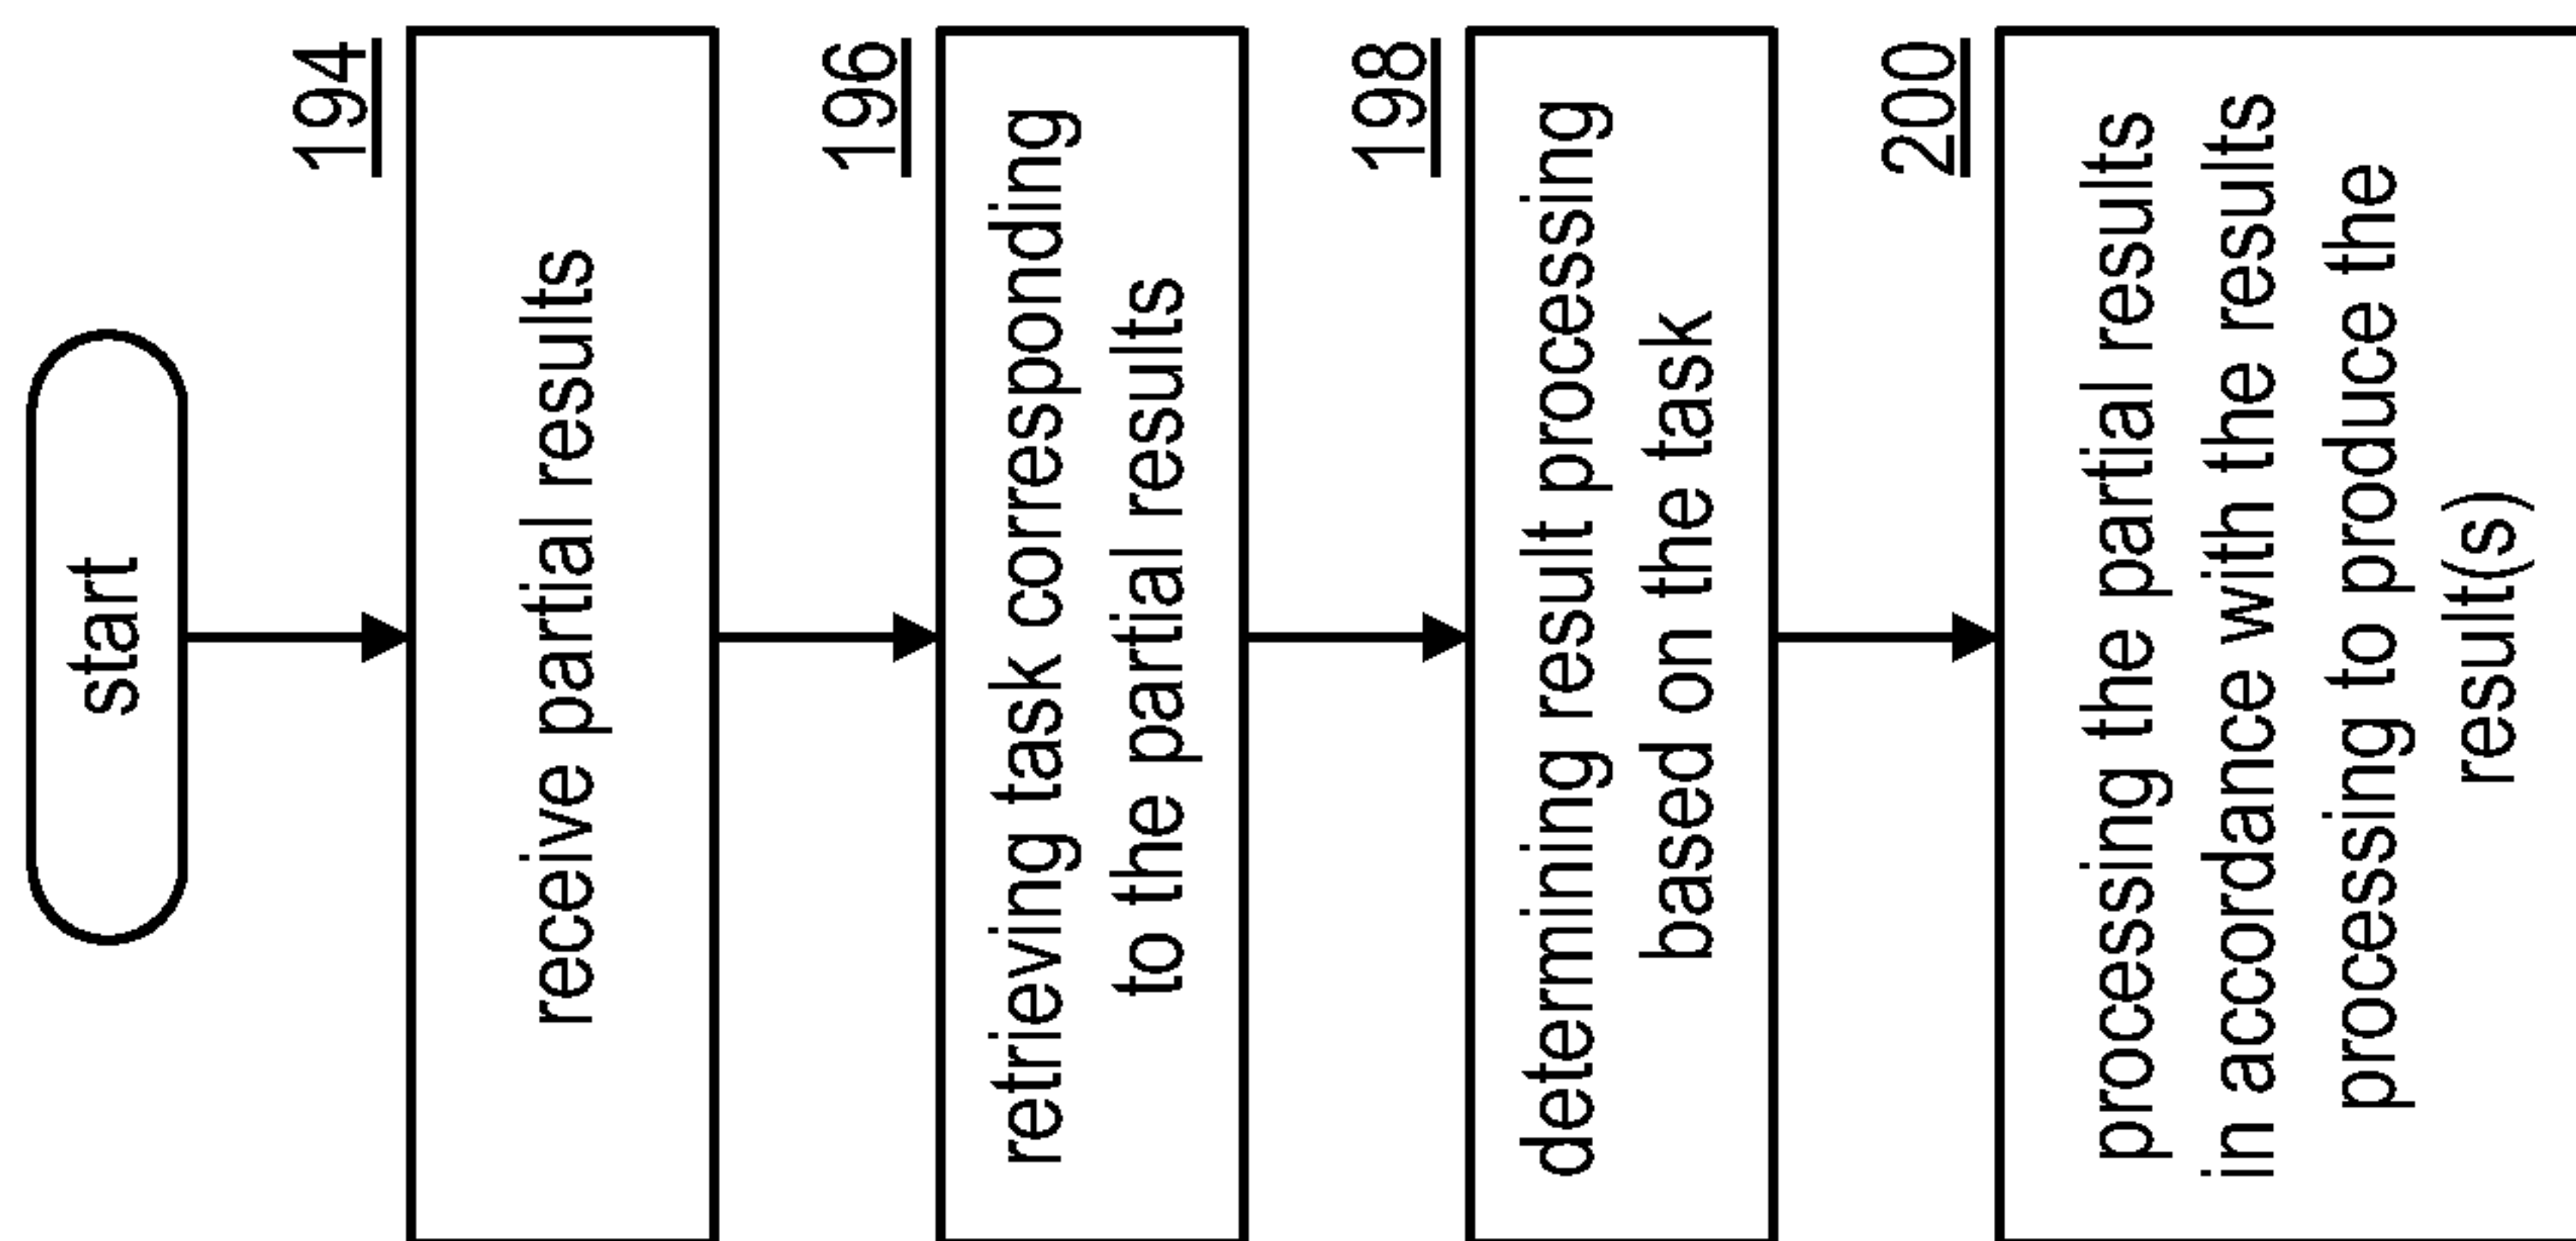 start
194
receive partial results
196
retrieving task corresponding
to the partial results
198
determining result processing
based on the task
200
processing the partial results
in accordance with the results
processing to produce the
result(s)